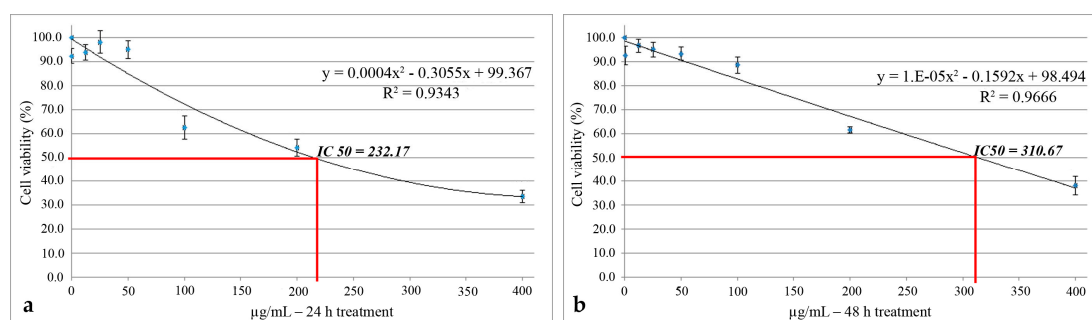 Cell viability (%)
100.0
90.0
80.0
70.0
60.0
50.0
40.0
30.0
20.0
10.0
0.0
y = 0.0004x² - 0.3055x + 99.367
R² = 0.9343
IC 50 = 232.17
0 50 100 150 200 250 300 350 400
a
µg/mL – 24 h treatment
Cell viability (%)
100.0
90.0
80.0
70.0
60.0
50.0
40.0
30.0
20.0
10.0
0.0
y = 1.E-05x² - 0.1592x + 98.494
R² = 0.9666
IC50 = 310.67
0 50 100 150 200 250 300 350 400
b
µg/mL – 48 h treatment